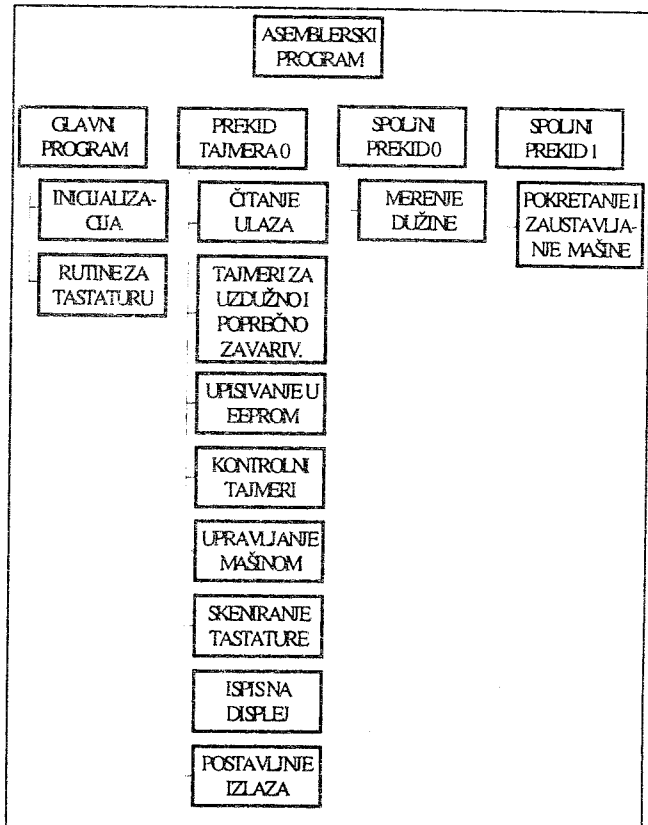 ASEMBLERSKI
PROGRAM
GLAVNI
PROGRAM
INICIJALIZA-
CIJA
RUTINE ZA
TASTATURU
PREKID
TAJMERA 0
ČITANJE
ULAZA
TAJMERI ZA
UZDUŽNO I
POPREČNO
ZAVARIV.
UPISIVANJE U
EEPROM
KONTROLNI
TAJMERI
UPRAVLJANJE
MAŠINOM
SKENIRANJE
TASTATURE
ISPIS NA
DISPLEJ
POSTAVLJNJE
IZLAZA
SPOLJNI
PREKID 0
MERENJE
DUŽINE
SPOLJNI
PREKID 1
POKRETANJE I
ZAUSTAVLJA-
NJE MAŠINE